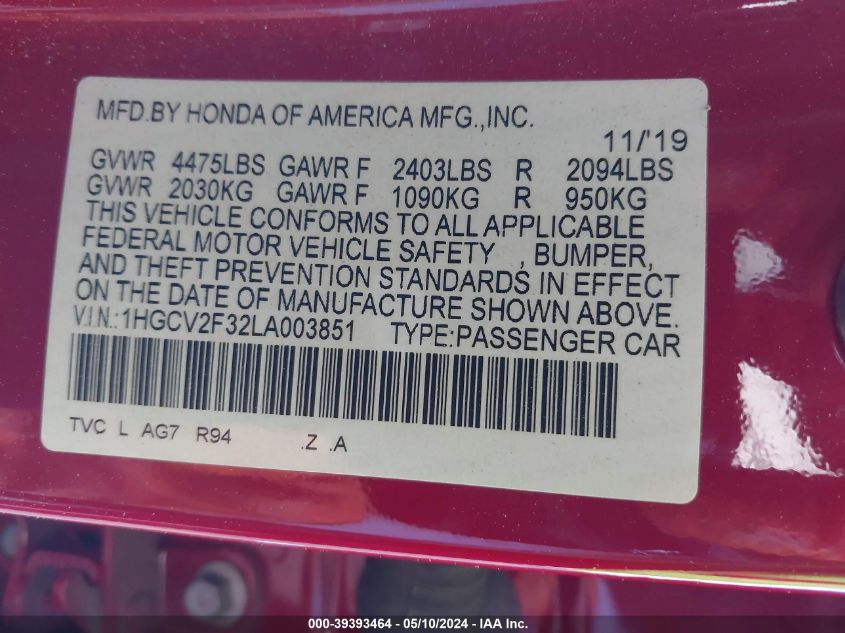 MFD.BY HONDA OF AMERICA MFG.,INC.
11/'19
GVWR 4475LBS GAWR F 2403LBS R 2094LBS
GVWR 2030KG GAWR F 1090KG R 950KG
THIS VEHICLE CONFORMS TO ALL APPLICABLE
FEDERAL MOTOR VEHICLE SAFETY , BUMPER,
AND THEFT PREVENTION STANDARDS IN EFFECT
ON THE DATE OF MANUFACTURE SHOWN ABOVE.
V.I.N.:1HGCV2F32LA003851 TYPE:PASSENGER CAR
TVC L AG7 R94 .Z .A
000-39393464 - 05/10/2024 - IAA Inc.